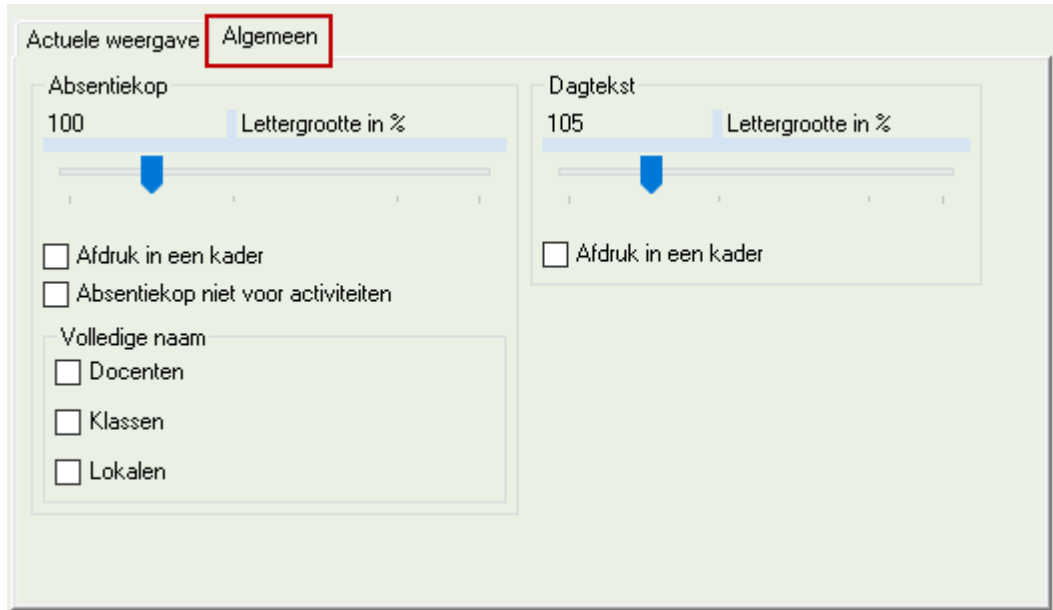 Actuele weergave Algemeen
Absentiekop
100 Lettergrootte in %
Afdruk in een kader
Absentiekop niet voor activiteiten
Volledige naam
Docenten
Klassen
Lokalen
Dagtekst
105 Lettergrootte in %
Afdruk in een kader